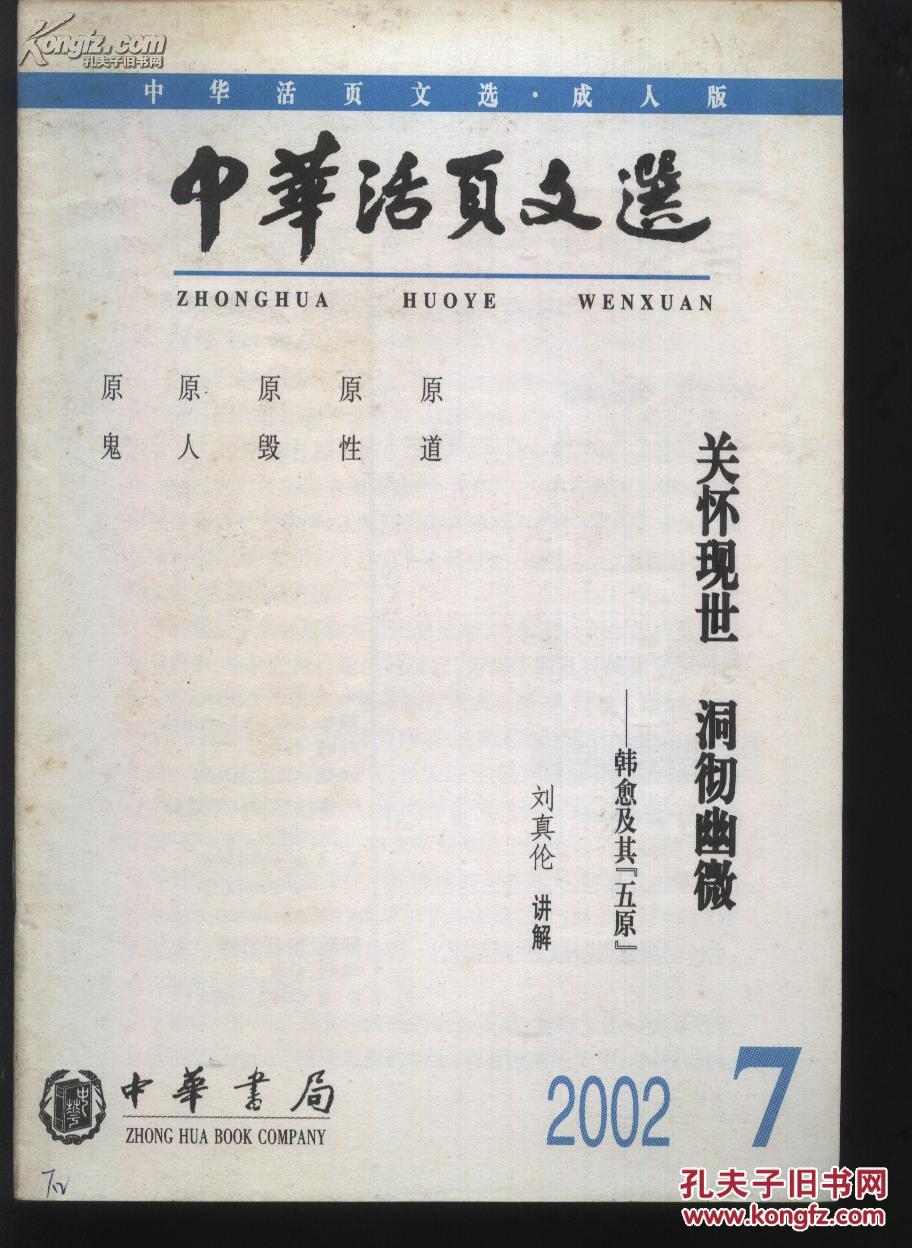 Kongfz.com
孔夫子旧书网
中华活页文选·成人版
中華活頁文選
ZHONGHUA HUOYE WENXUAN
关怀现世 洞彻幽微
——韩愈及其『五原』
刘真伦 讲解
原道
原性
原毁
原人
原鬼
中華書局
ZHONG HUA BOOK COMPANY
2002 7
孔夫子旧书网
www.kongfz.com